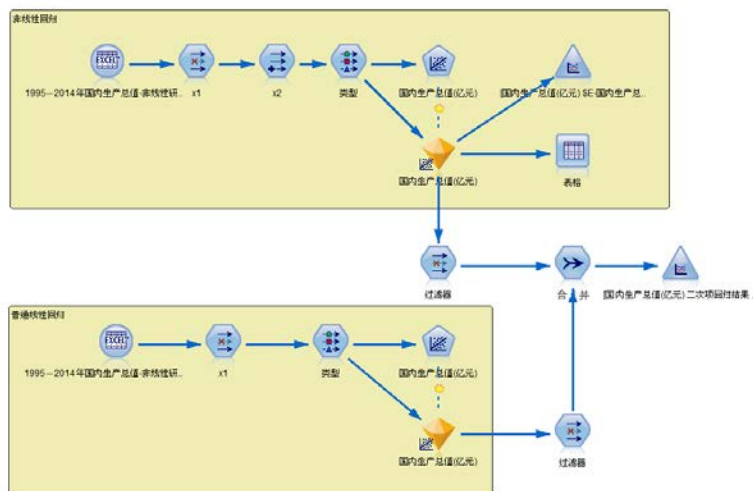 非线性回归
EXCEL
1995—2014年国内生产总值-非线性研..
x1
x2
类型
国内生产总值(亿元)
[国内生产总值(亿元) $E-国内生产总..
国内生产总值(亿元)
表格
过滤器
合并
[国内生产总值(亿元) 二次项回归结果..
普通线性回归
EXCEL
1995—2014年国内生产总值-非线性研..
x1
类型
国内生产总值(亿元)
国内生产总值(亿元)
过滤器